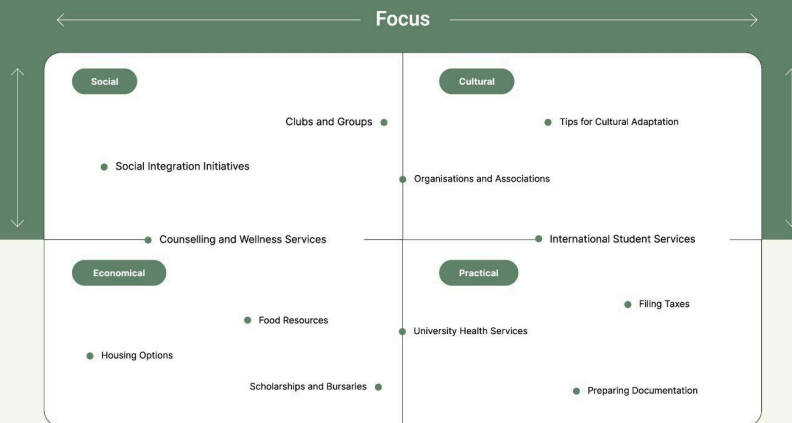 Focus
Social
Cultural
Clubs and Groups
Tips for Cultural Adaptation
Social Integration Initiatives
Organisations and Associations
Counselling and Wellness Services
International Student Services
Economical
Practical
Filing Taxes
Food Resources
University Health Services
Housing Options
Scholarships and Bursaries
Preparing Documentation